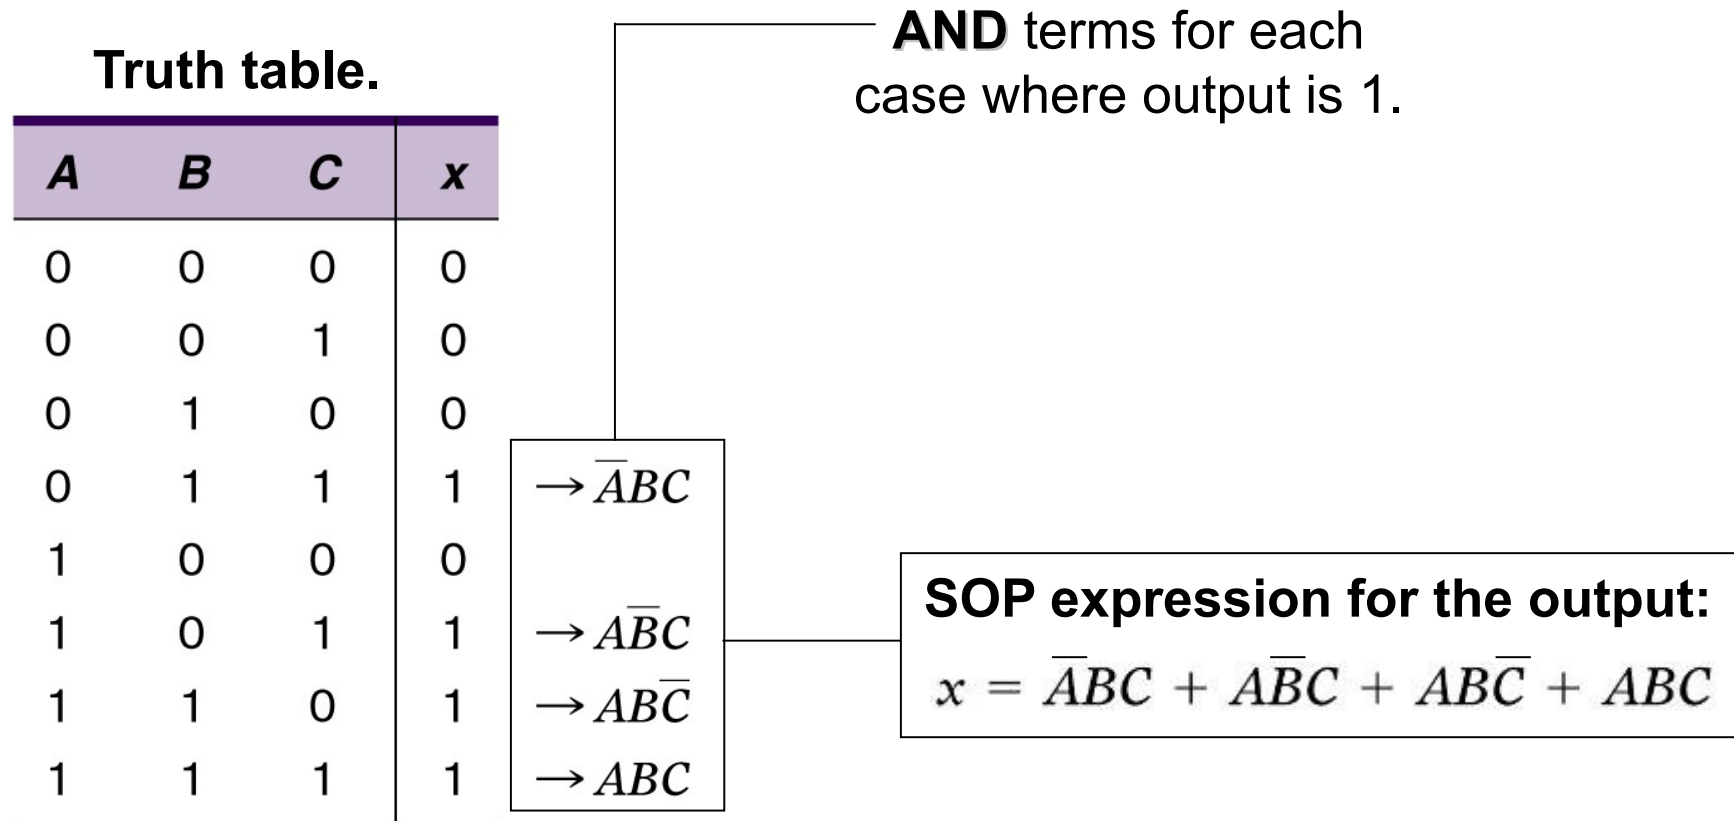 Truth table.
AND terms for each
case where output is 1.
A B C x
0 0 0 0
0 0 1 0
0 1 0 0
0 1 1 1 → A̅BC
1 0 0 0
1 0 1 1 → AB̅C
1 1 0 1 → ABC̅
1 1 1 1 → ABC
SOP expression for the output:
x = A̅BC + AB̅C + ABC̅ + ABC